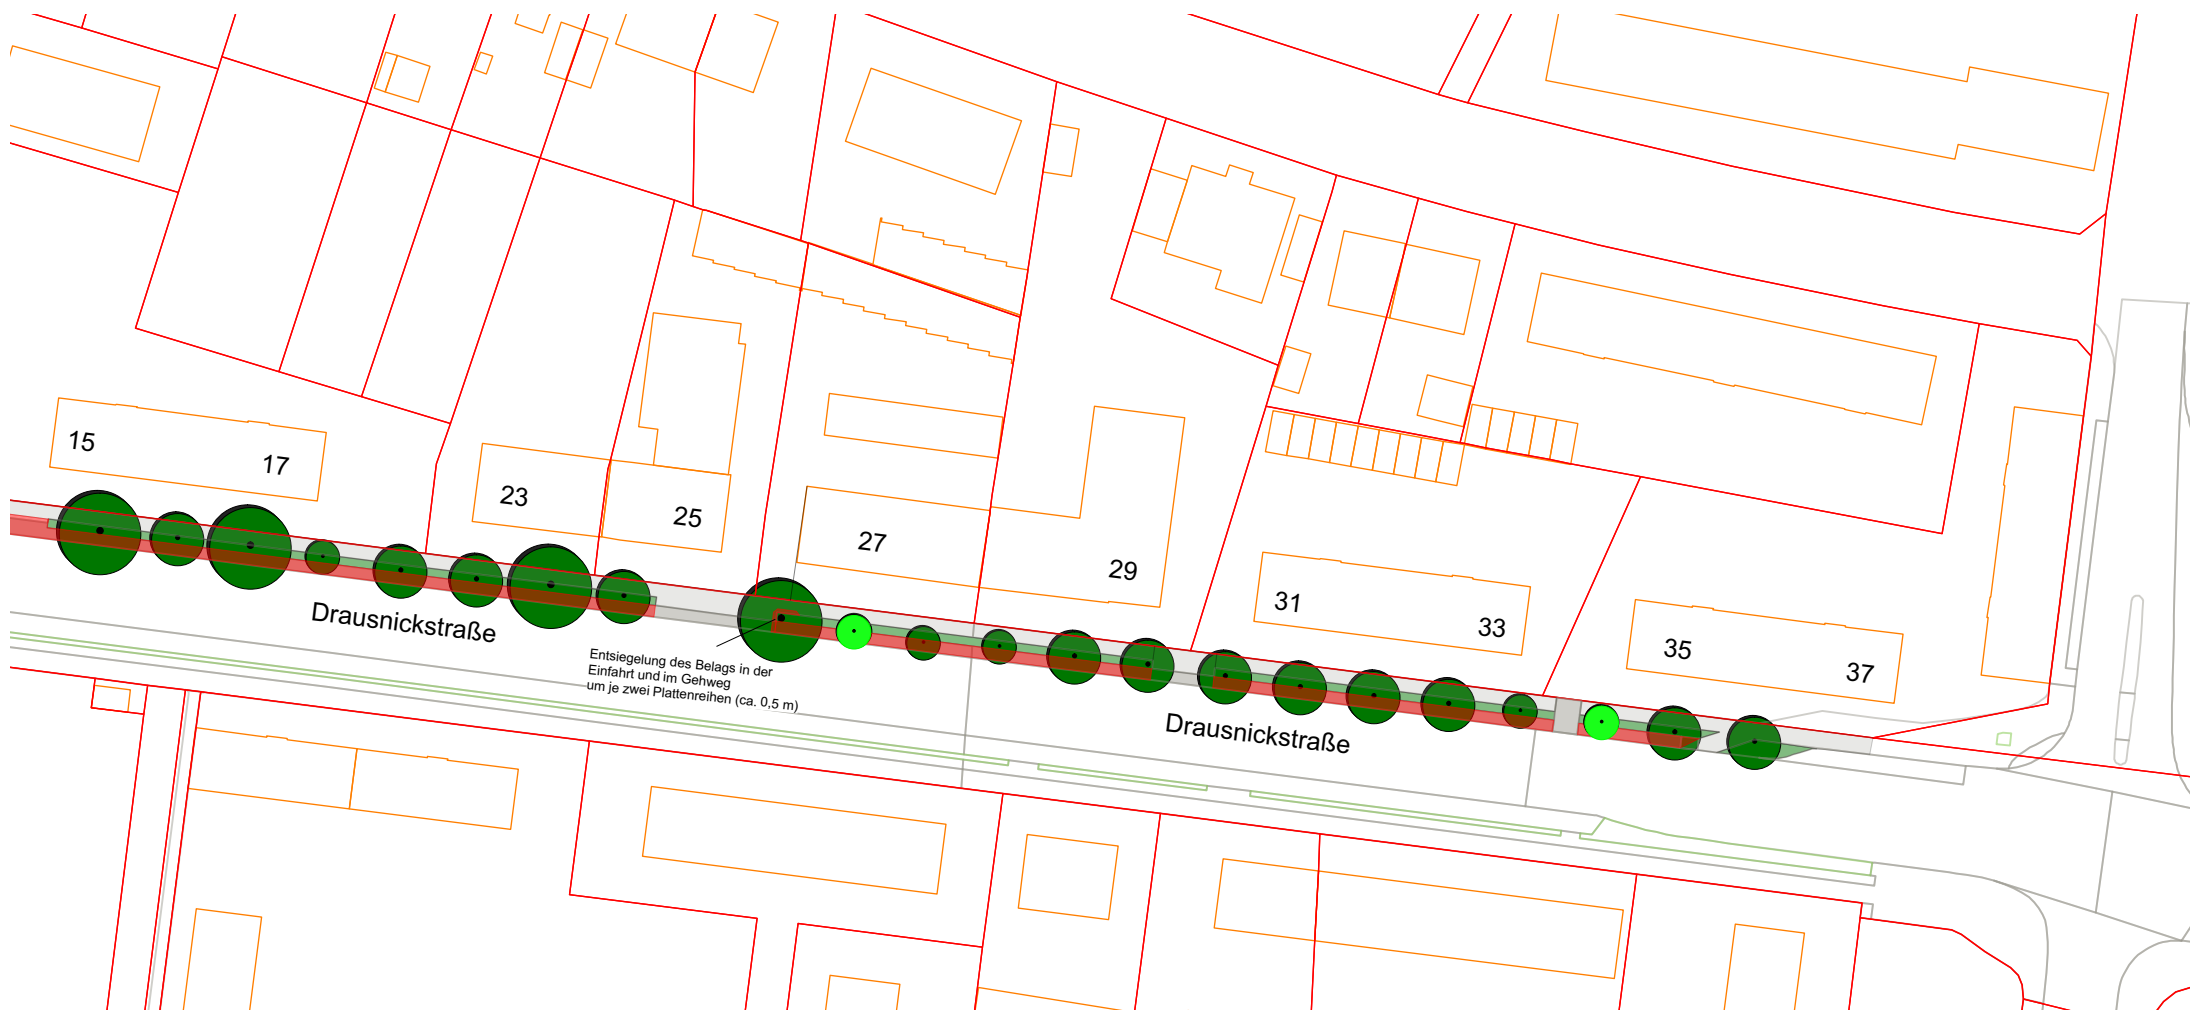 15
17
23
25
27
29
31
33
35
37
Drausnickstraße
Entsiegelung des Belags in der
Einfahrt und im Gehweg
um je zwei Plattenreihen (ca. 0,5 m)
Drausnickstraße